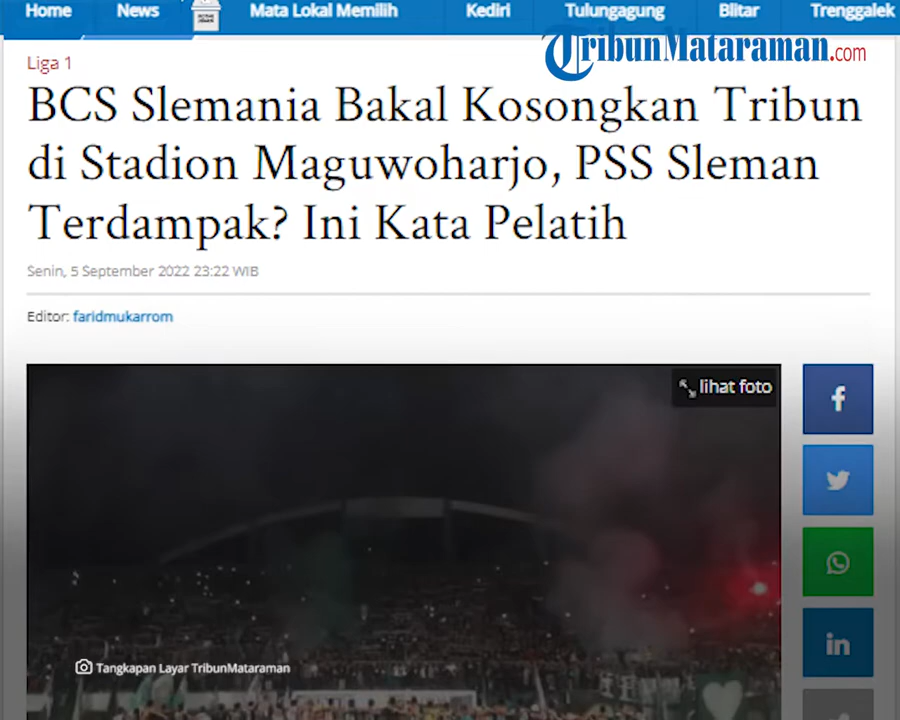 Home News Mata Lokal Memilih Kediri Tulungagung Blitar Trenggalek
TribunMataraman.com
Liga 1
BCS Slemania Bakal Kosongkan Tribun
di Stadion Maguwoharjo, PSS Sleman
Terdampak? Ini Kata Pelatih
Senin, 5 September 2022 23:22 WIB
Editor: faridmukarrom
lihat foto
Tangkapan Layar TribunMataraman